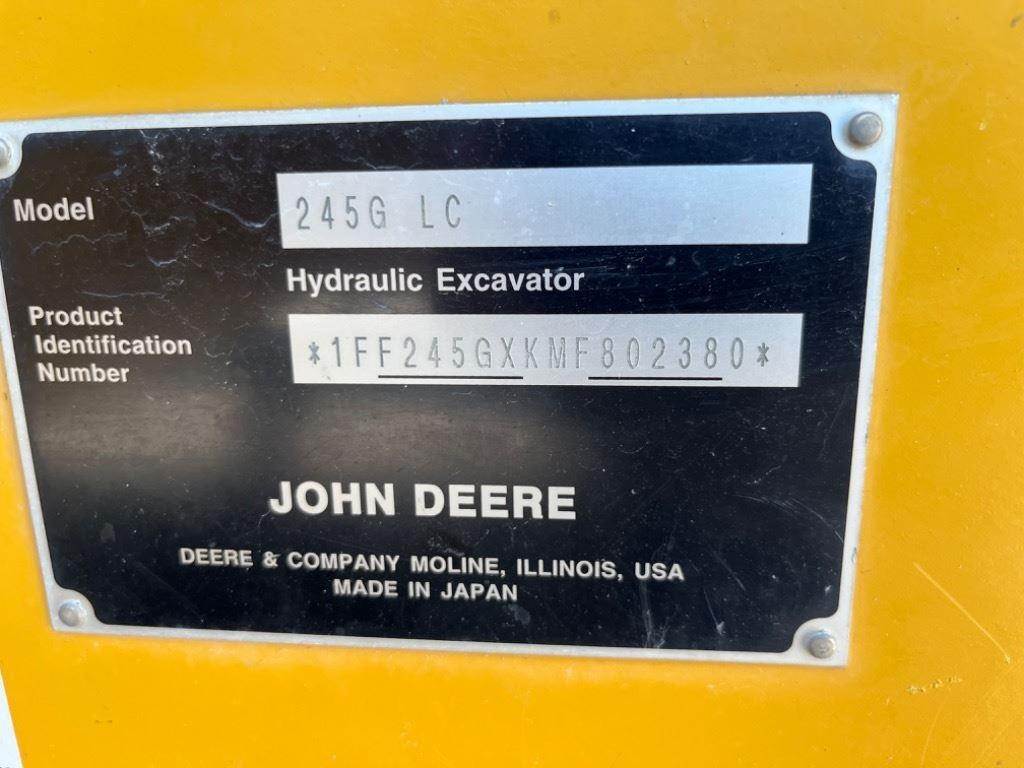 Model 245G LC
Hydraulic Excavator
Product
Identification
Number
*1FF245GXKMF802380*
JOHN DEERE
DEERE & COMPANY MOLINE, ILLINOIS, USA
MADE IN JAPAN